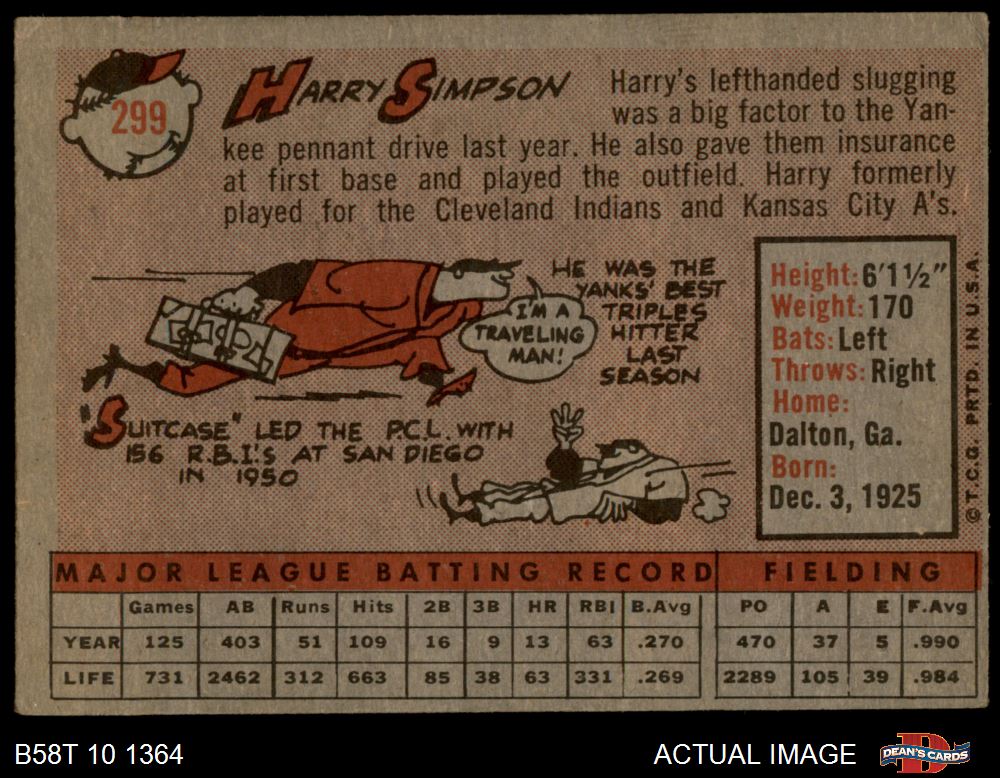 299
HARRY SIMPSON
Harry's lefthanded slugging
was a big factor to the Yan-
kee pennant drive last year. He also gave them insurance
at first base and played the outfield. Harry formerly
played for the Cleveland Indians and Kansas City A's.
I'M A
TRAVELING
MAN!
HE WAS THE
YANKS' BEST
TRIPLES
HITTER
LAST
SEASON
"SUITCASE" LED THE P.C.L. WITH
156 R.B.I.'S AT SAN DIEGO
IN 1950
Height: 6'1½"
Weight: 170
Bats: Left
Throws: Right
Home:
Dalton, Ga.
Born:
Dec. 3, 1925
© T.C.G. PRTD. IN U.S.A.
MAJOR LEAGUE BATTING RECORD FIELDING
Games AB Runs Hits 2B 3B HR RBI B.Avg PO A E F.Avg
YEAR 125 403 51 109 16 9 13 63 .270 470 37 5 .990
LIFE 731 2462 312 663 85 38 63 331 .269 2289 105 39 .984
B58T 10 1364
ACTUAL IMAGE
D
DEAN'S CARDS